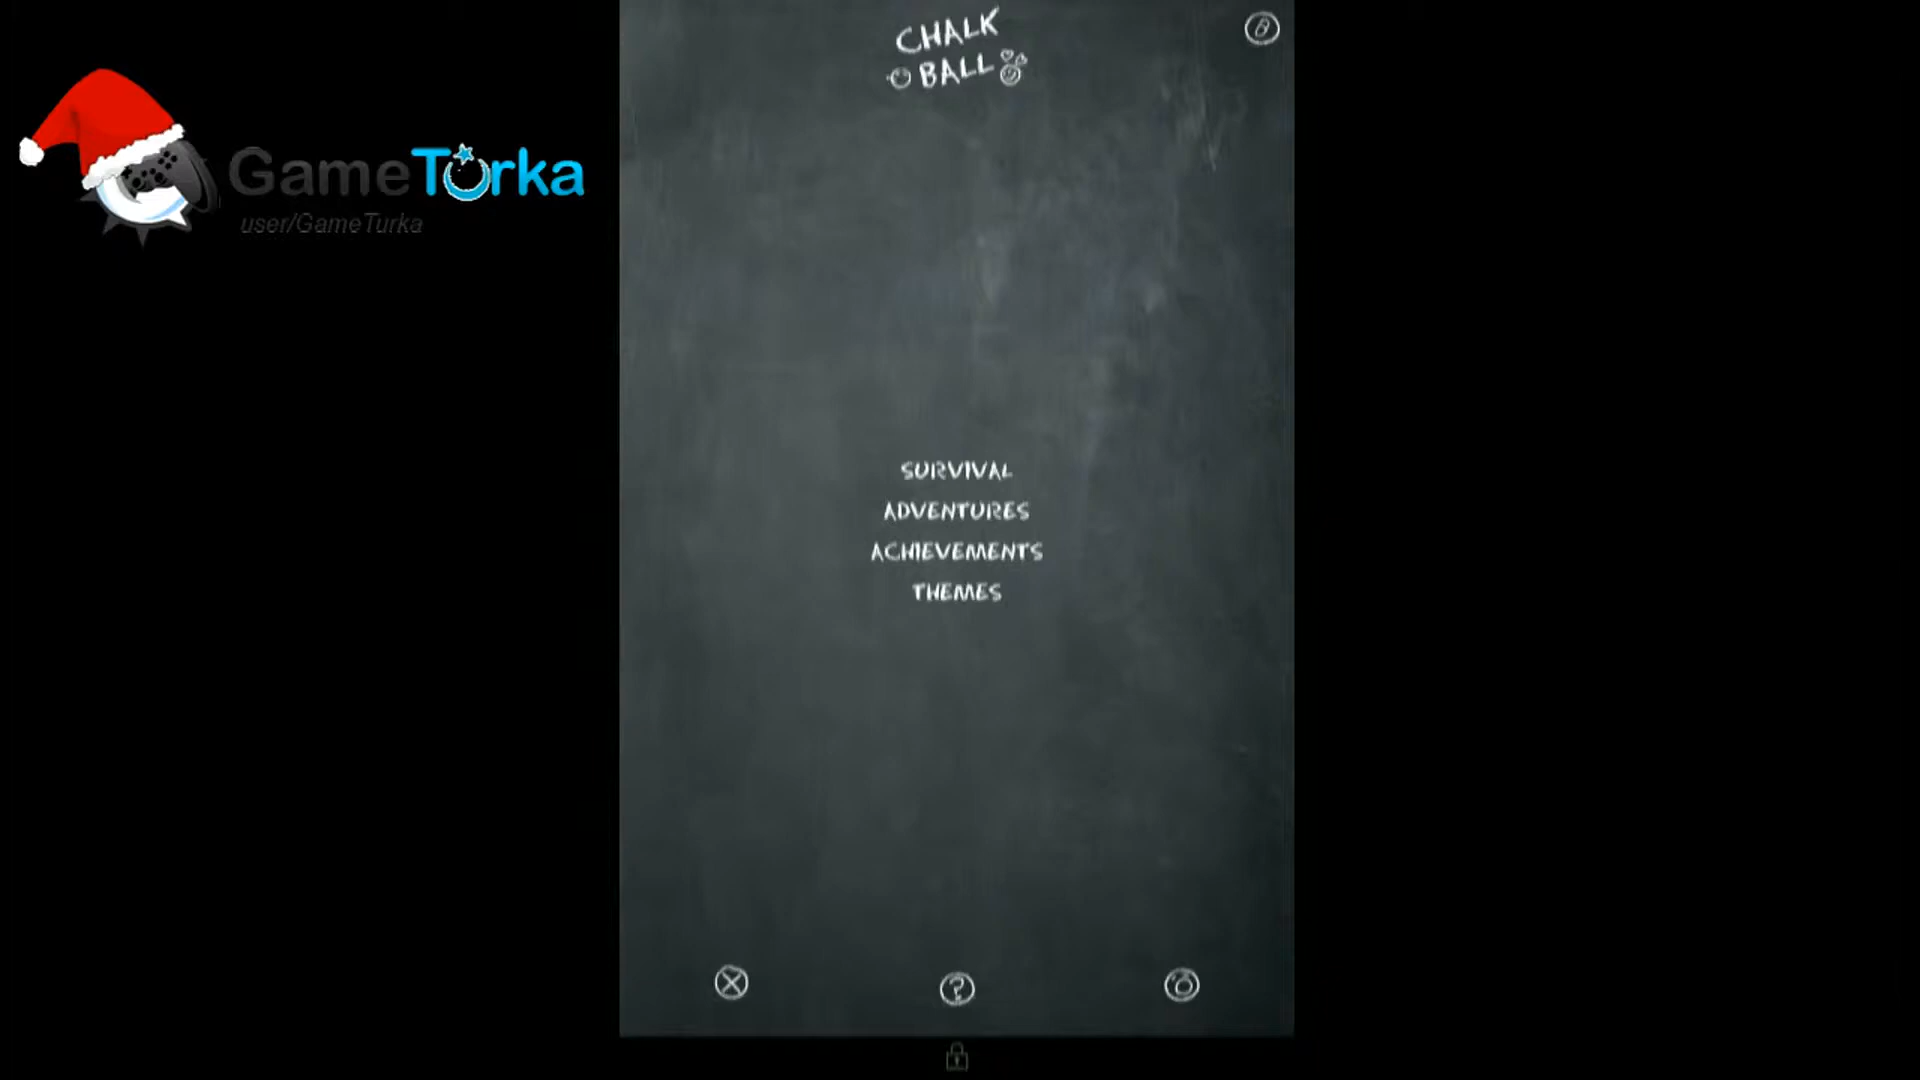 CHALK
BALL
GameTurka
user/GameTurka
SURVIVAL
ADVENTURES
ACHIEVEMENTS
THEMES
?